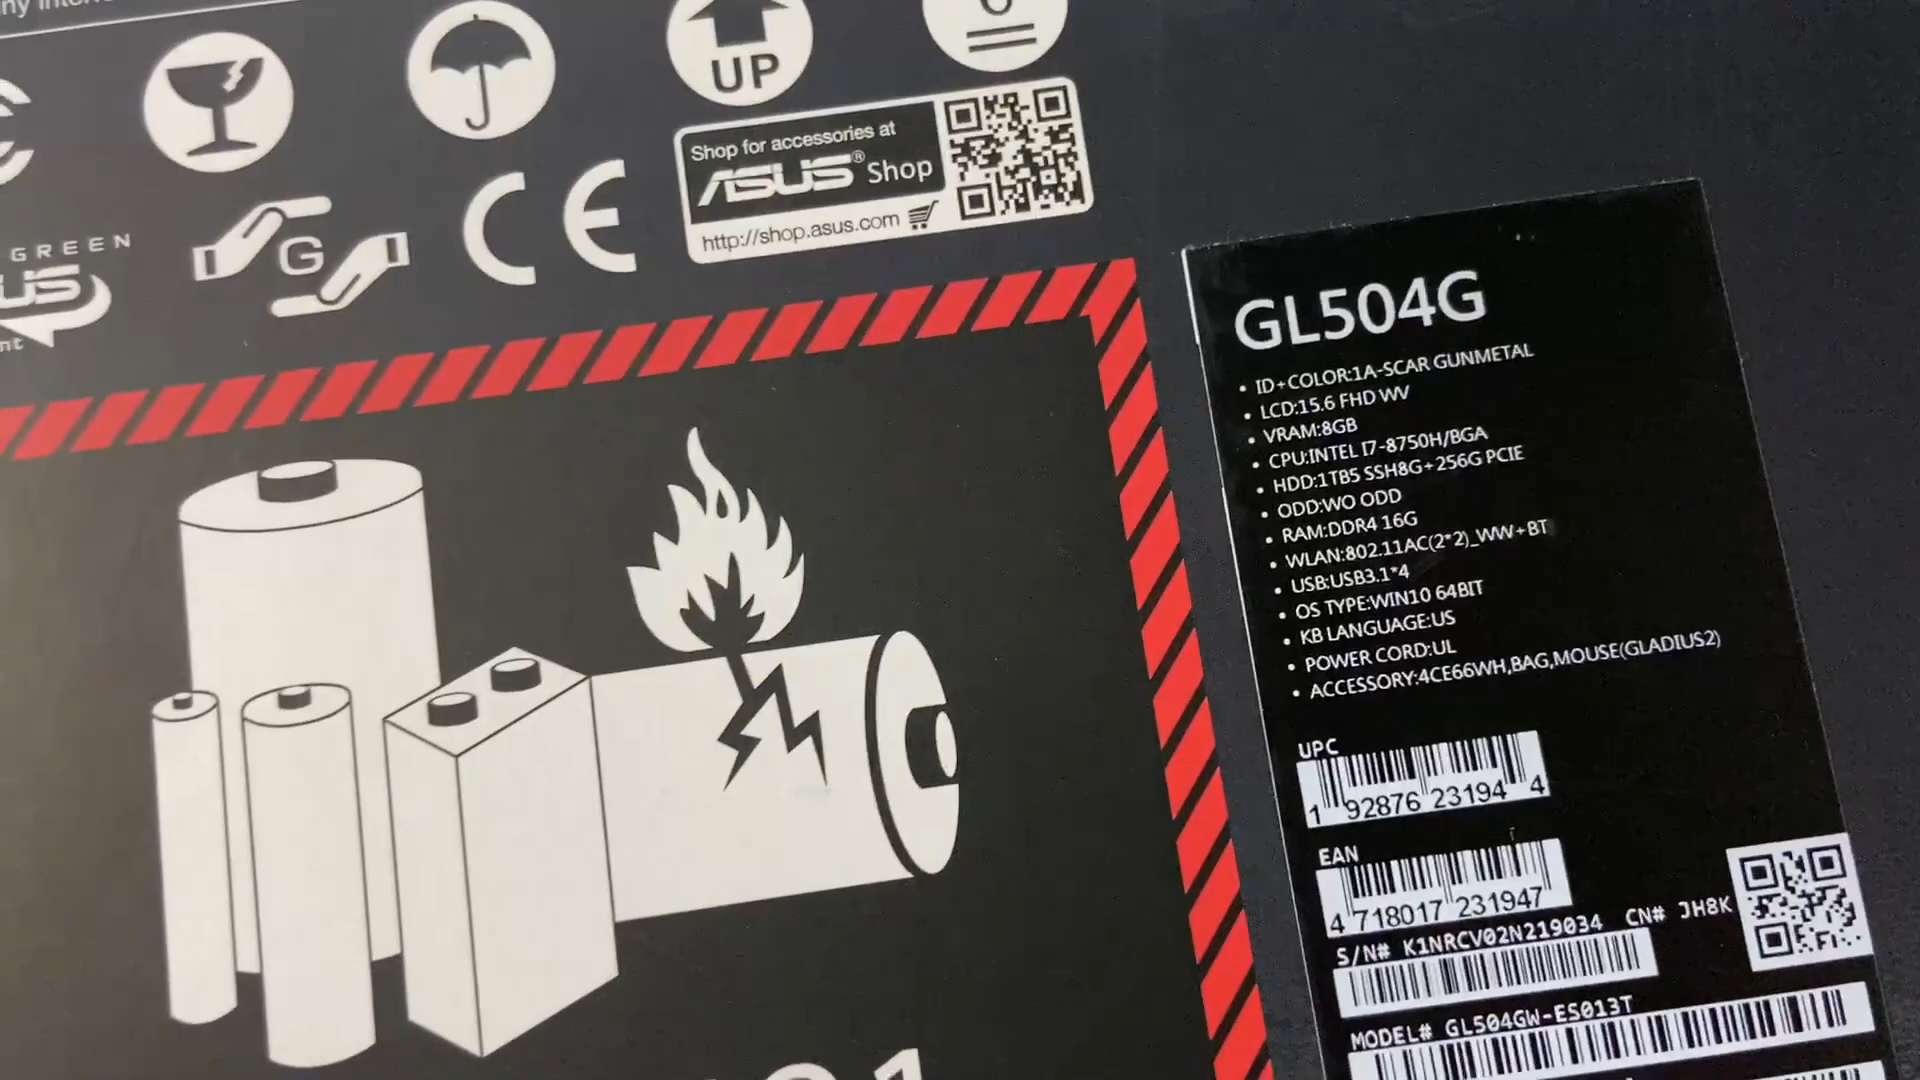 UP
Shop for accessories at
ASUS® Shop
http://shop.asus.com
GREEN
G
CE
GL504G
• ID+COLOR:1A-SCAR GUNMETAL
• LCD:15.6 FHD WV
• VRAM:8GB
• CPU:INTEL I7-8750H/BGA
• HDD:1TB5 SSH8G+256G PCIE
• ODD:WO ODD
• RAM:DDR4 16G
• WLAN:802.11AC(2*2)_WW+BT
• USB:USB3.1*4
• OS TYPE:WIN10 64BIT
• KB LANGUAGE:US
• POWER CORD:UL
• ACCESSORY:4CE66WH,BAG,MOUSE(GLADIUS2)
UPC
1 92876 23194 4
EAN
4 718017 231947
S/N# K1NRCV02N219034 CN# JH8K
MODEL# GL504GW-ES013T